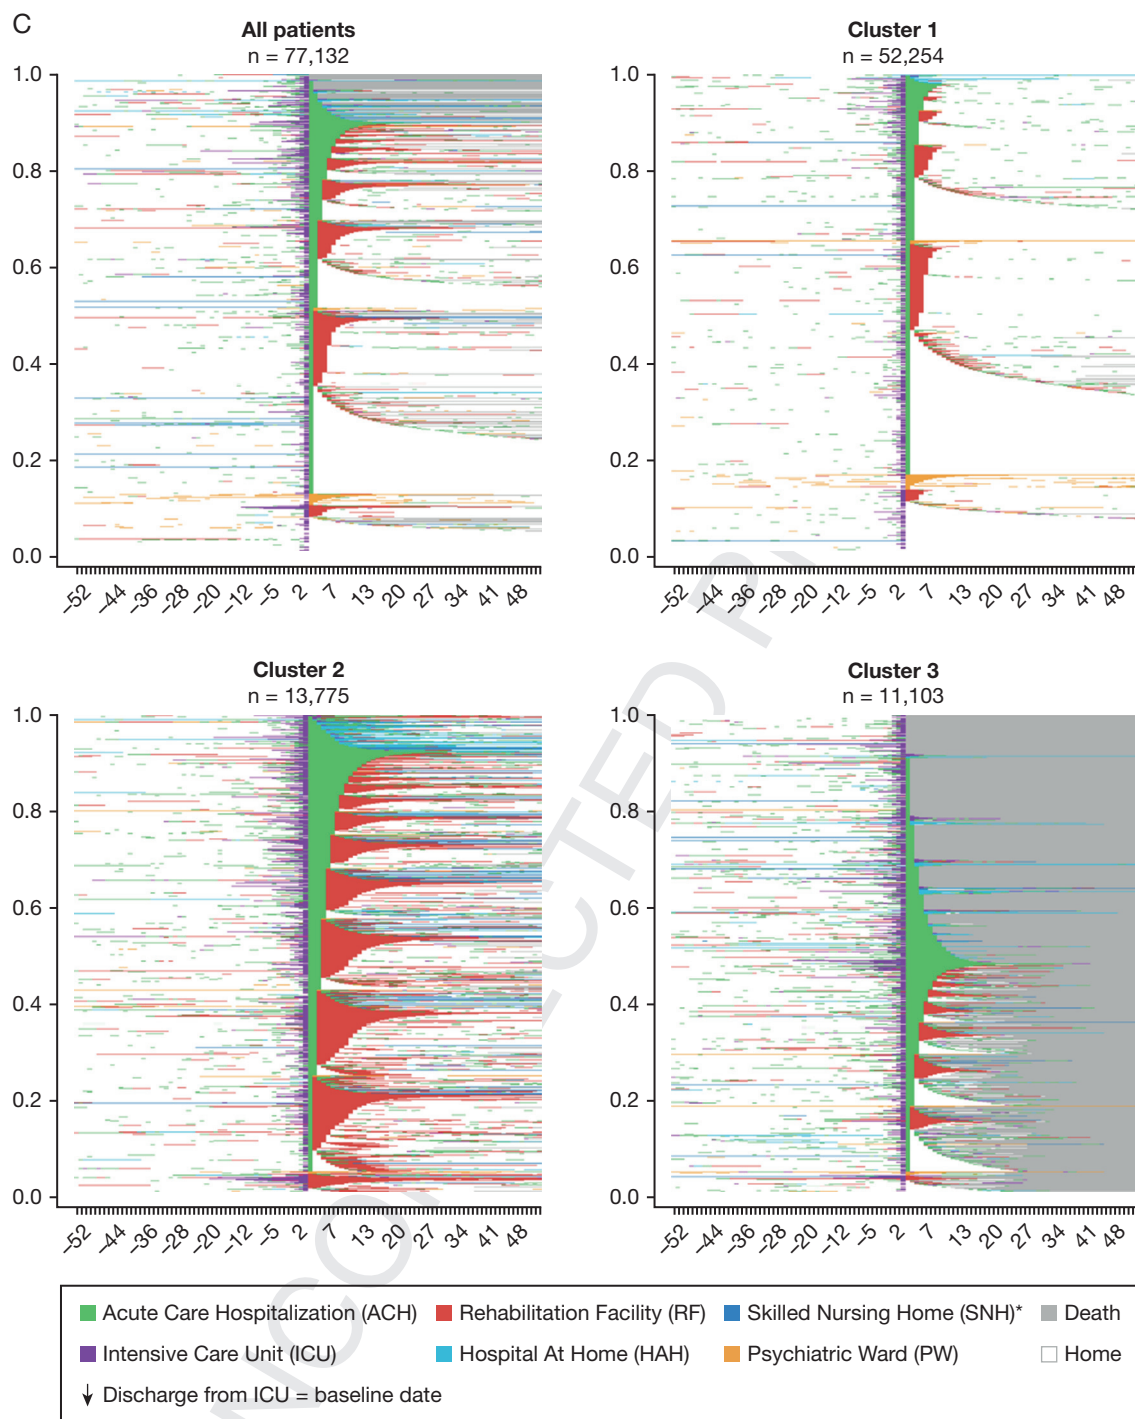 C
All patients
n = 77,132
Cluster 1
n = 52,254
1.0
0.8
0.6
0.4
0.2
0.0
−52 −44 −36 −28 −20 −12 −5 2 7 13 20 27 34 41 48
1.0
0.8
0.6
0.4
0.2
0.0
−52 −44 −36 −28 −20 −12 −5 2 7 13 20 27 34 41 48
Cluster 2
n = 13,775
Cluster 3
n = 11,103
1.0
0.8
0.6
0.4
0.2
0.0
−52 −44 −36 −28 −20 −12 −5 2 7 13 20 27 34 41 48
1.0
0.8
0.6
0.4
0.2
0.0
−52 −44 −36 −28 −20 −12 −5 2 7 13 20 27 34 41 48
Acute Care Hospitalization (ACH) Rehabilitation Facility (RF) Skilled Nursing Home (SNH)* Death
Intensive Care Unit (ICU) Hospital At Home (HAH) Psychiatric Ward (PW) Home
↓ Discharge from ICU = baseline date